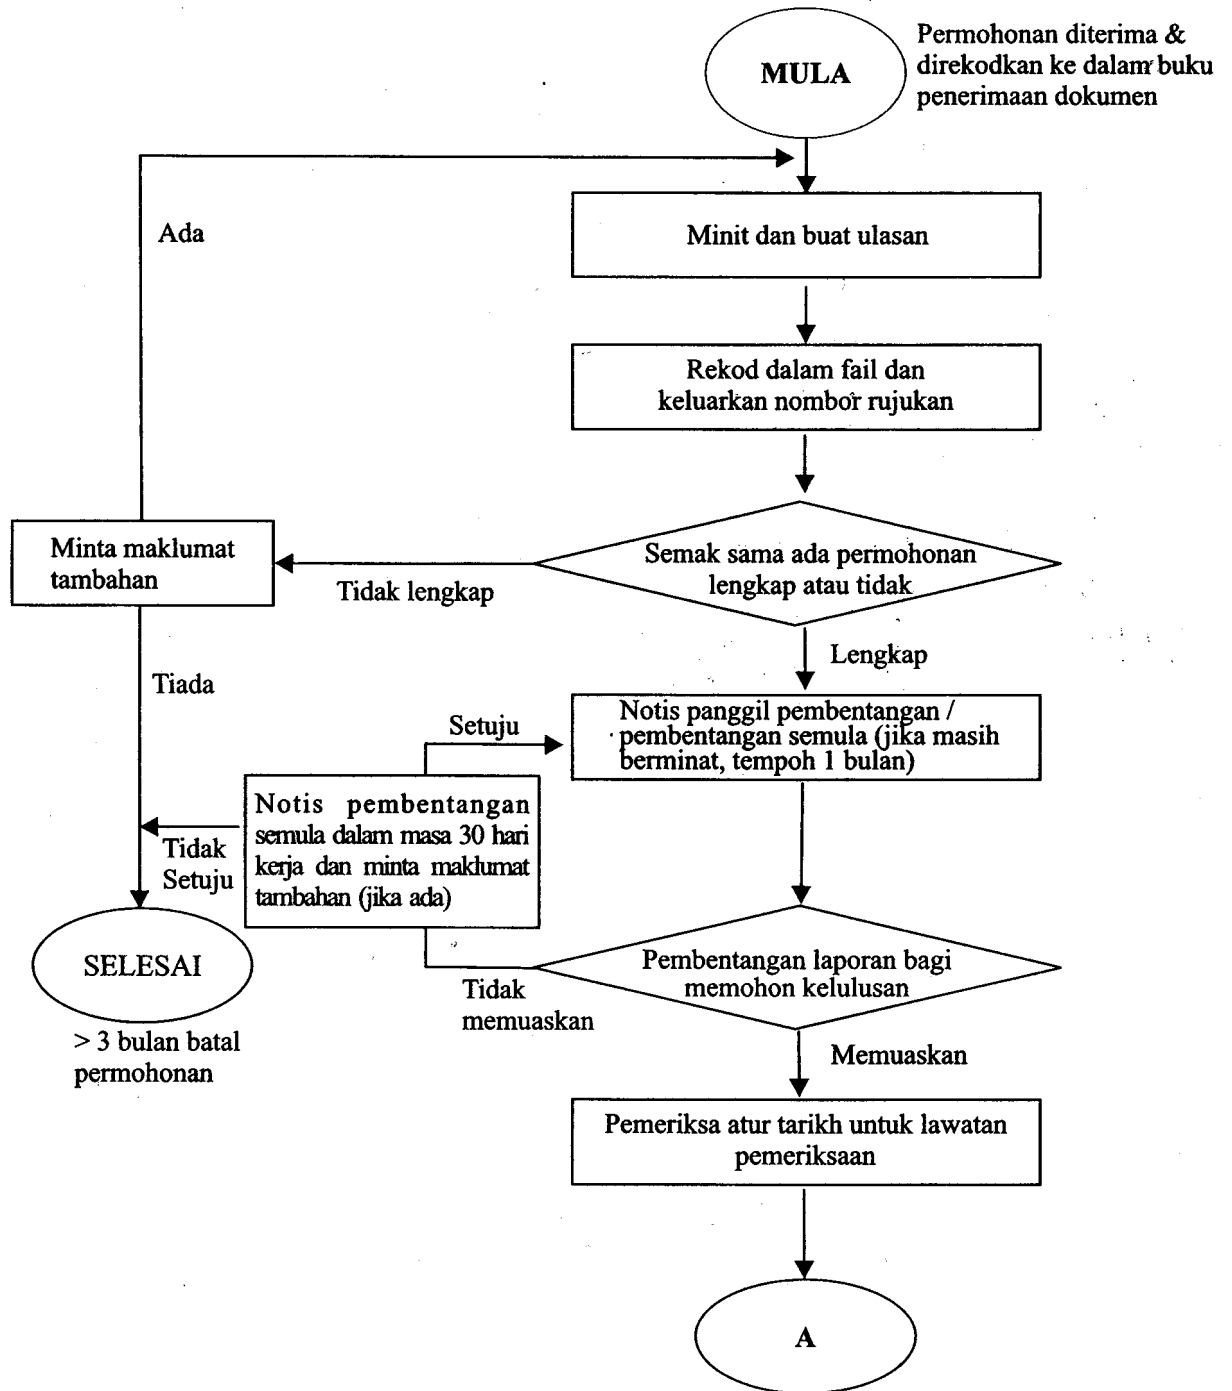 MULA
Permohonan diterima &
direkodkan ke dalam buku
penerimaan dokumen
Ada
Minit dan buat ulasan
Rekod dalam fail dan
keluarkan nombor rujukan
Minta maklumat
tambahan
Tidak lengkap
Semak sama ada permohonan
lengkap atau tidak
Lengkap
Tiada
Setuju
Notis panggil pembentangan /
pembentangan semula (jika masih
berminat, tempoh 1 bulan)
Notis pembentangan
semula dalam masa 30 hari
kerja dan minta maklumat
tambahan (jika ada)
Tidak
Setuju
SELESAI
> 3 bulan batal
permohonan
Tidak
memuaskan
Pembentangan laporan bagi
memohon kelulusan
Memuaskan
Pemeriksa atur tarikh untuk lawatan
pemeriksaan
A